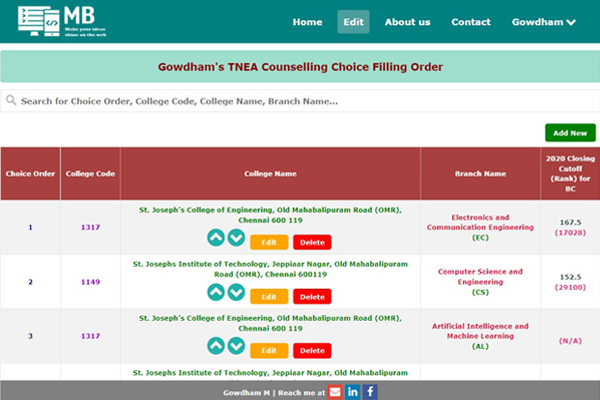 MB
Make your ideas
shine on the web
Home
Edit
About us
Contact
Gowdham
Gowdham's TNEA Counselling Choice Filling Order
Search for Choice Order, College Code, College Name, Branch Name...
Add New
Choice Order
College Code
College Name
Branch Name
2020 Closing
Cutoff
(Rank) for
BC
1
1317
St. Joseph's College of Engineering, Old Mahabalipuram Road (OMR),
Chennai 600 119
Edit
Delete
Electronics and
Communication Engineering
(EC)
167.5
(17028)
2
1149
St. Josephs Institute of Technology, Jeppiaar Nagar, Old Mahabalipuram
Road (OMR), Chennai 600119
Edit
Delete
Computer Science and
Engineering
(CS)
152.5
(29100)
3
1317
St. Joseph's College of Engineering, Old Mahabalipuram Road (OMR),
Chennai 600 119
Edit
Delete
Artificial Intelligence and
Machine Learning
(AL)
(N/A)
St. Josephs Institute of Technology, Jeppiaar Nagar, Old Mahabalipuram
Gowdham M | Reach me at